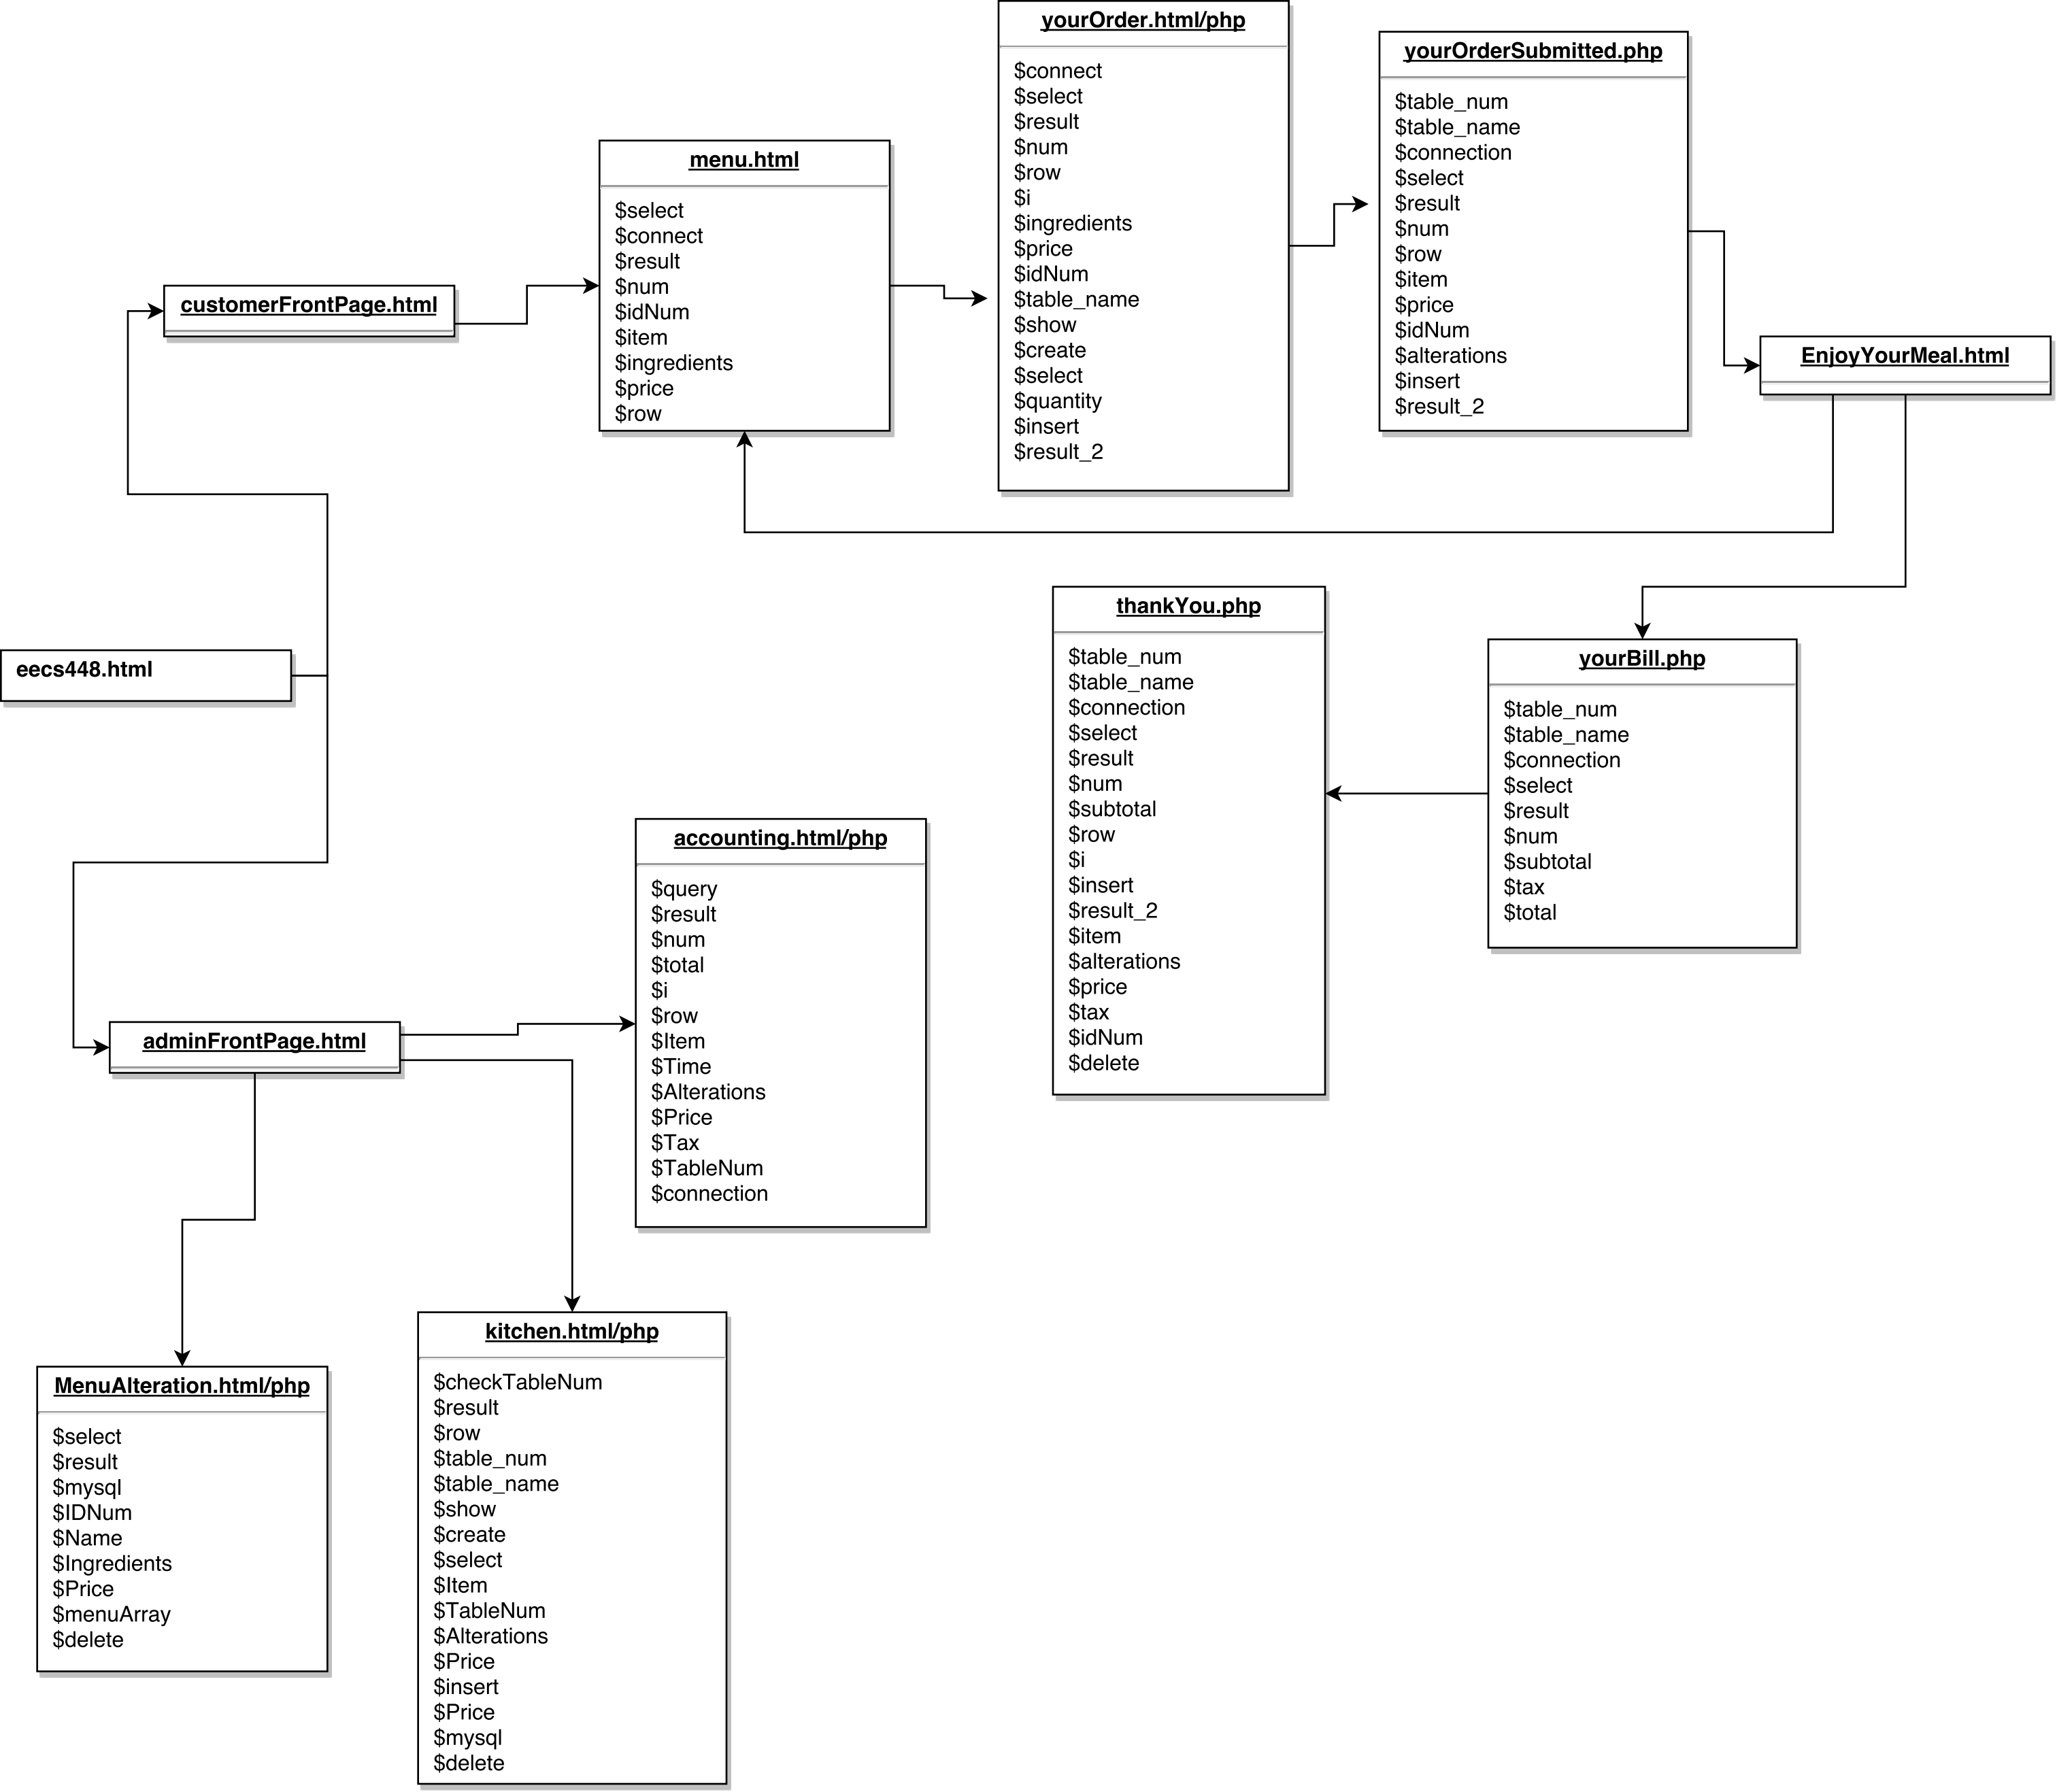 yourOrder.html/php
$connect
$select
$result
$num
$row
$i
$ingredients
$price
$idNum
$table_name
$show
$create
$select
$quantity
$insert
$result_2
yourOrderSubmitted.php
$table_num
$table_name
$connection
$select
$result
$num
$row
$item
$price
$idNum
$alterations
$insert
$result_2
menu.html
$select
$connect
$result
$num
$idNum
$item
$ingredients
$price
$row
customerFrontPage.html
EnjoyYourMeal.html
thankYou.php
$table_num
$table_name
$connection
$select
$result
$num
$subtotal
$row
$i
$insert
$result_2
$item
$alterations
$price
$tax
$idNum
$delete
yourBill.php
$table_num
$table_name
$connection
$select
$result
$num
$subtotal
$tax
$total
eecs448.html
accounting.html/php
$query
$result
$num
$total
$i
$row
$Item
$Time
$Alterations
$Price
$Tax
$TableNum
$connection
adminFrontPage.html
kitchen.html/php
$checkTableNum
$result
$row
$table_num
$table_name
$show
$create
$select
$Item
$TableNum
$Alterations
$Price
$insert
$Price
$mysql
$delete
MenuAlteration.html/php
$select
$result
$mysql
$IDNum
$Name
$Ingredients
$Price
$menuArray
$delete